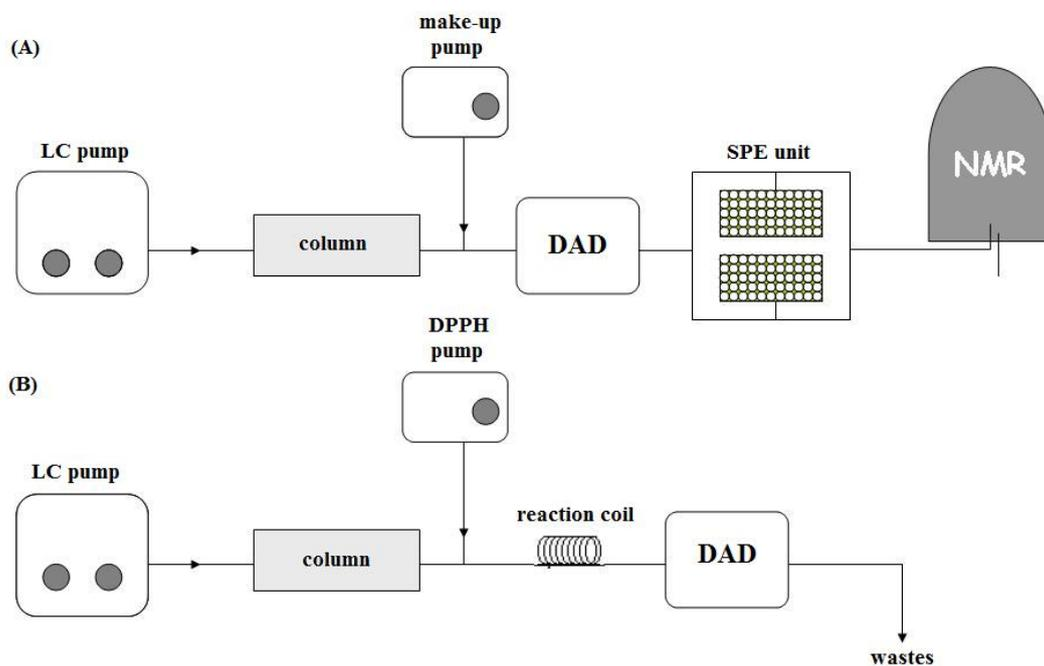 (A)
make-up
pump
LC pump
column
DAD
SPE unit
NMR
(B)
DPPH
pump
LC pump
column
reaction coil
DAD
wastes